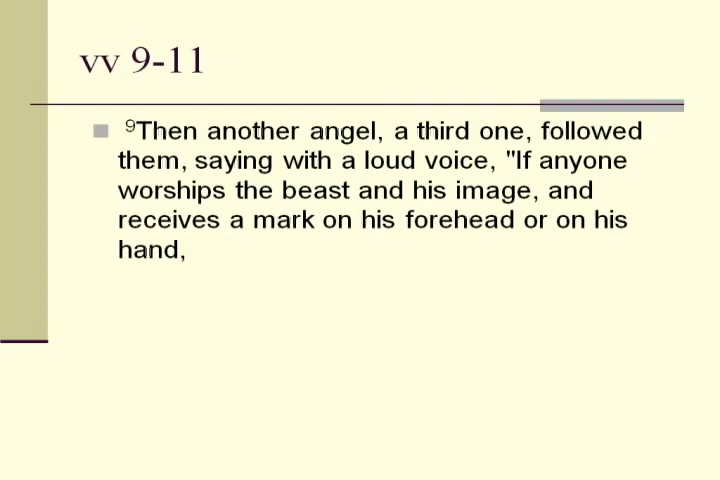 vv 9-11
9Then another angel, a third one, followed
them, saying with a loud voice, "If anyone
worships the beast and his image, and
receives a mark on his forehead or on his
hand,